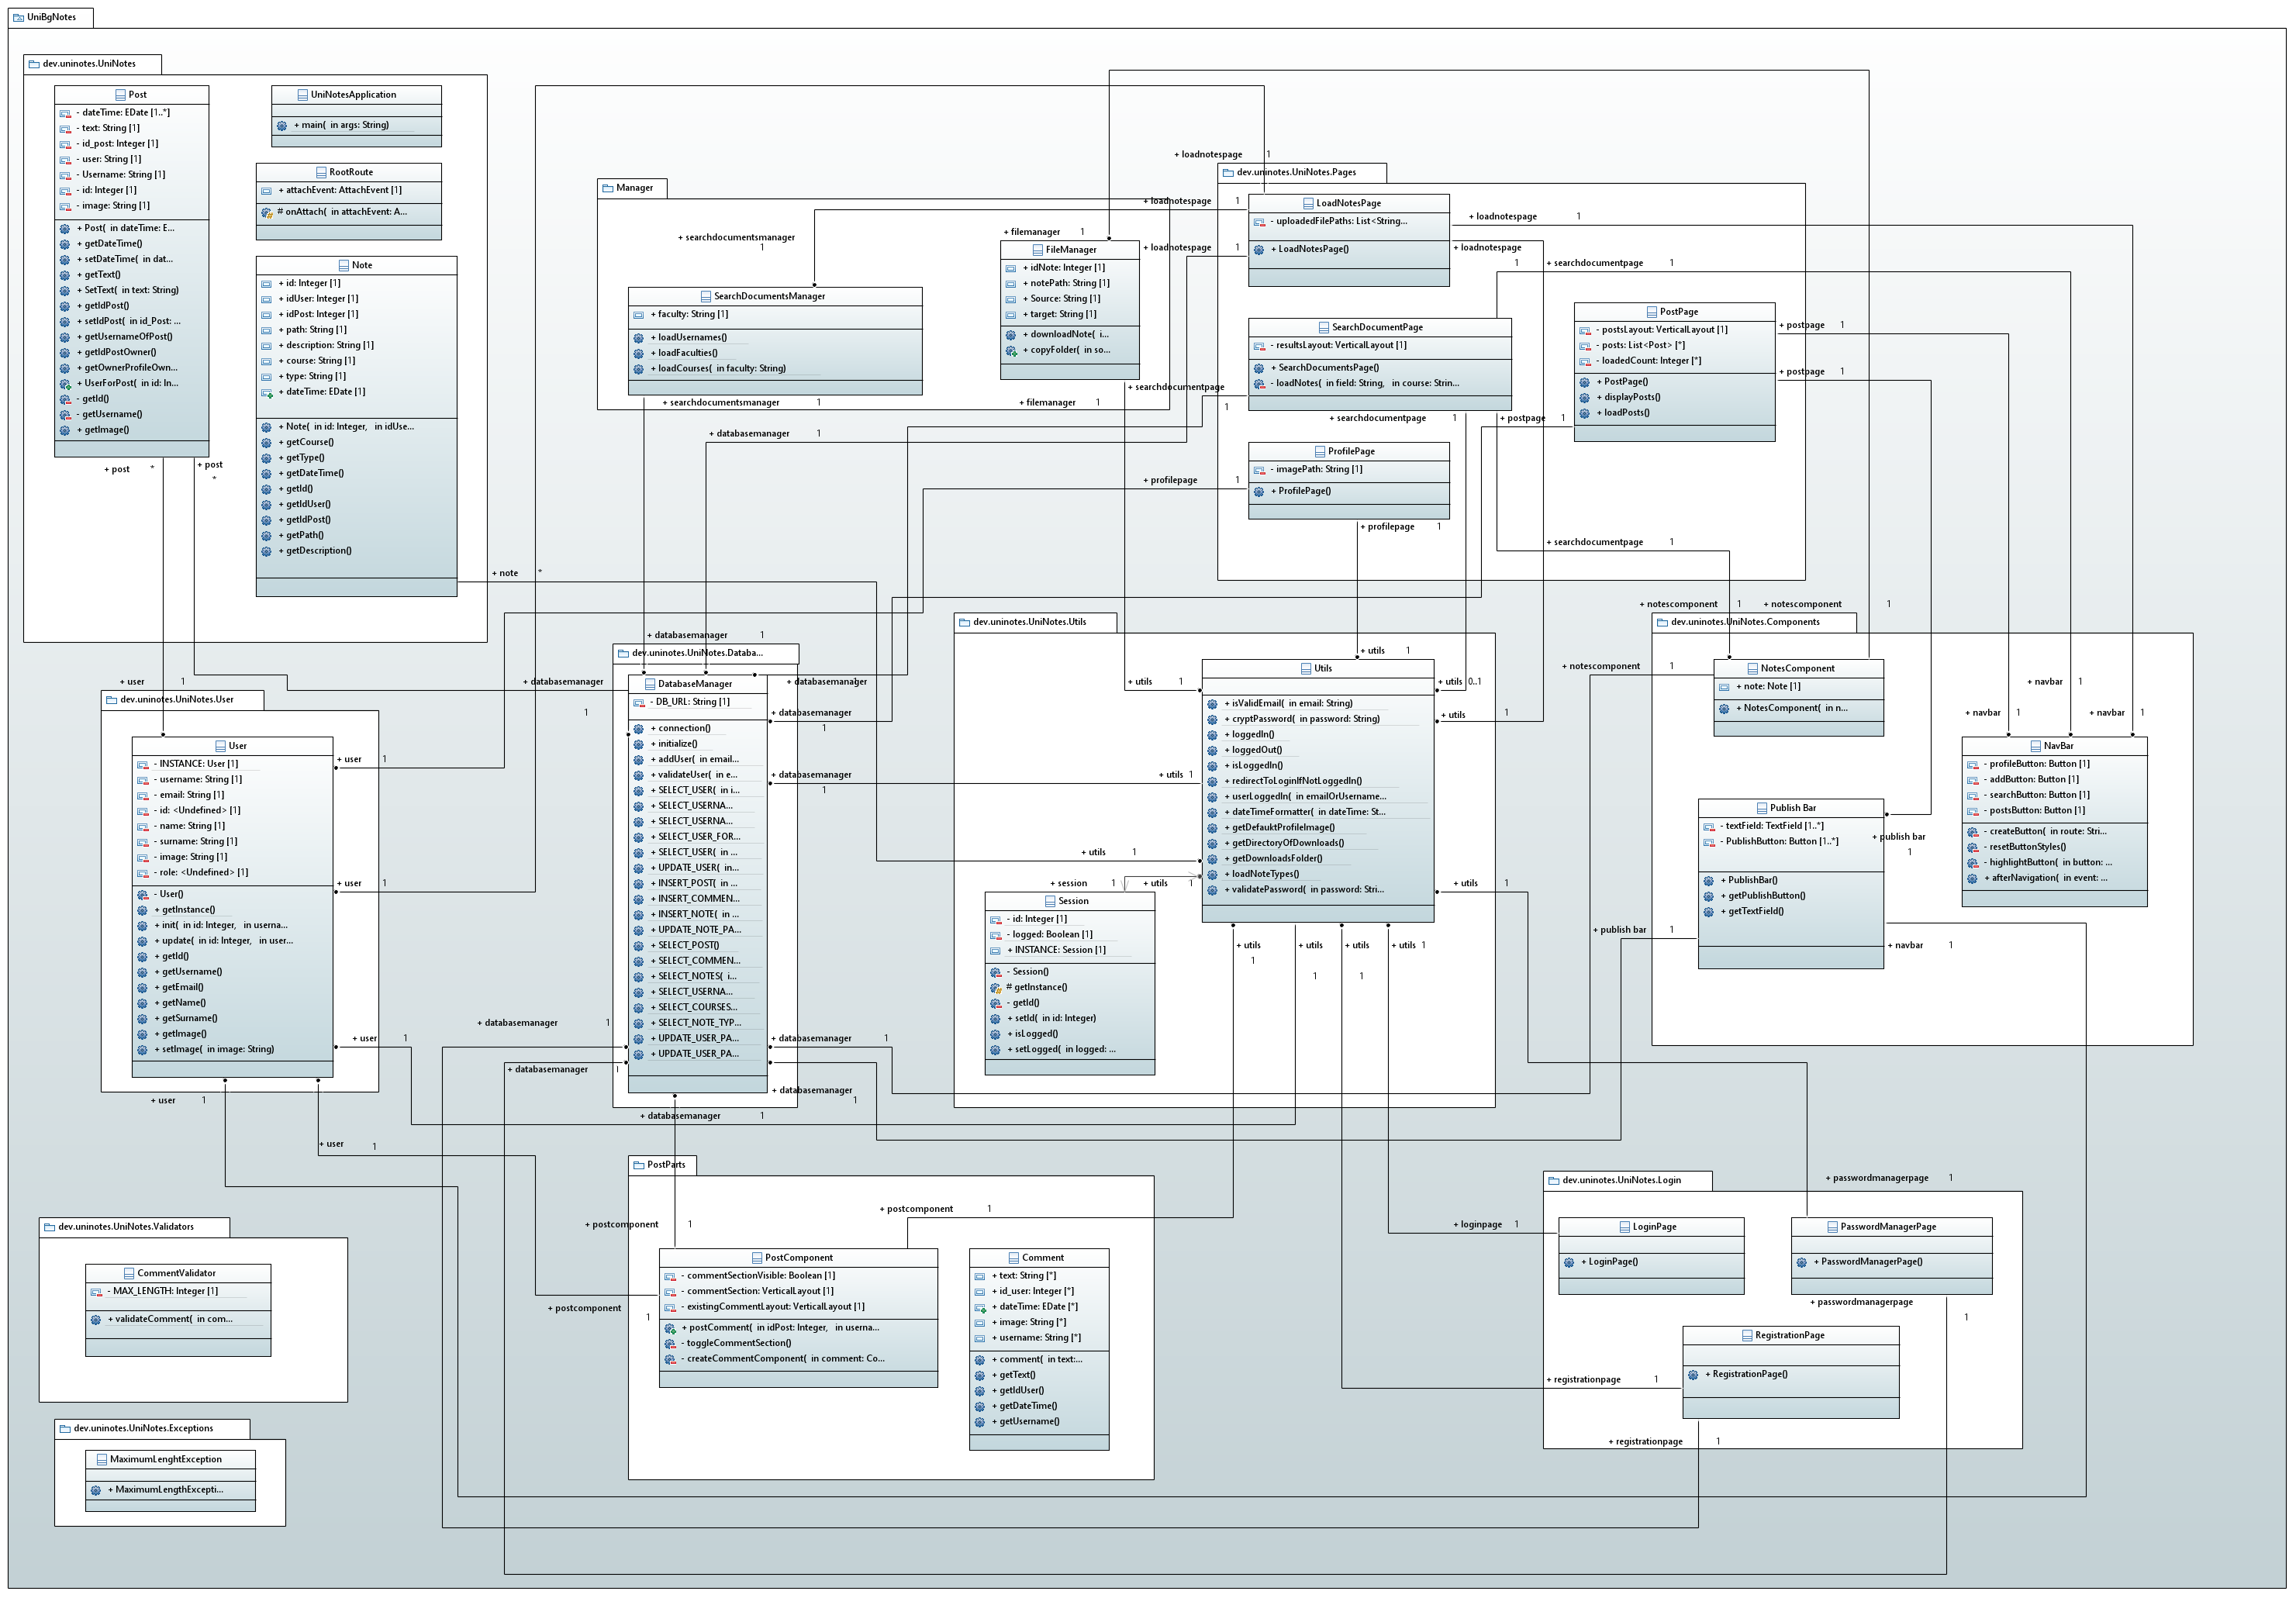 UniBgNotes
dev.uninotes.UniNotes
Post
- dateTime: EDate [1..*]
- text: String [1]
- id_post: Integer [1]
- user: String [1]
- Username: String [1]
- id: Integer [1]
- image: String [1]
+ Post( in dateTime: E...
+ getDateTime()
+ setDateTime( in dat...
+ getText()
+ SetText( in text: String)
+ getIdPost()
+ setIdPost( in id_Post: ...
+ getUsernameOfPost()
+ getIdPostOwner()
+ getOwnerProfileOwn...
+ UserForPost( in id: In...
- getId()
- getUsername()
+ getImage()
+ post *
+ post
*
UniNotesApplication
+ main( in args: String)
RootRoute
+ attachEvent: AttachEvent [1]
# onAttach( in attachEvent: A...
Note
+ id: Integer [1]
+ idUser: Integer [1]
+ idPost: Integer [1]
+ path: String [1]
+ description: String [1]
+ course: String [1]
+ type: String [1]
+ dateTime: EDate [1]
+ Note( in id: Integer, in idUse...
+ getCourse()
+ getType()
+ getDateTime()
+ getId()
+ getIdUser()
+ getIdPost()
+ getPath()
+ getDescription()
+ note *
Manager
+ searchdocumentsmanager
1
SearchDocumentsManager
+ faculty: String [1]
+ loadUsernames()
+ loadFaculties()
+ loadCourses( in faculty: String)
+ searchdocumentsmanager 1
+ filemanager 1
FileManager
+ idNote: Integer [1]
+ notePath: String [1]
+ Source: String [1]
+ target: String [1]
+ downloadNote( i...
+ copyFolder( in so...
+ filemanager 1
+ databasemanager 1
+ loadnotespage 1
dev.uninotes.UniNotes.Pages
+ loadnotespage 1
+ loadnotespage 1
LoadNotesPage
- uploadedFilePaths: List<String...
+ LoadNotesPage()
+ loadnotespage 1
+ loadnotespage
1
+ searchdocumentpage 1
SearchDocumentPage
- resultsLayout: VerticalLayout [1]
+ SearchDocumentsPage()
- loadNotes( in field: String, in course: Strin...
+ searchdocumentpage
1
+ searchdocumentpage 1
+ postpage 1
PostPage
- postsLayout: VerticalLayout [1]
- posts: List<Post> [*]
- loadedCount: Integer [*]
+ PostPage()
+ displayPosts()
+ loadPosts()
+ postpage 1
+ postpage 1
ProfilePage
- imagePath: String [1]
+ ProfilePage()
+ profilepage 1
+ profilepage 1
+ searchdocumentpage 1
+ user 1
dev.uninotes.UniNotes.User
User
- INSTANCE: User [1]
- username: String [1]
- email: String [1]
- id: <Undefined> [1]
- name: String [1]
- surname: String [1]
- image: String [1]
- role: <Undefined> [1]
- User()
+ getInstance()
+ init( in id: Integer, in userna...
+ update( in id: Integer, in user...
+ getId()
+ getUsername()
+ getEmail()
+ getName()
+ getSurname()
+ getImage()
+ setImage( in image: String)
+ user 1
+ user 1
+ user 1
+ user 1
+ user 1
+ databasemanager 1
dev.uninotes.UniNotes.Databa...
+ databasemanager
1
+ databasemanager 1
DatabaseManager
- DB_URL: String [1]
+ connection()
+ initialize()
+ addUser( in email...
+ validateUser( in e...
+ SELECT_USER( in i...
+ SELECT_USERNA...
+ SELECT_USERNA...
+ SELECT_USER_FOR...
+ SELECT_USER( in ...
+ UPDATE_USER( in...
+ INSERT_POST( in ...
+ INSERT_COMMEN...
+ INSERT_NOTE( in ...
+ UPDATE_NOTE_PA...
+ SELECT_POST()
+ SELECT_COMMEN...
+ SELECT_NOTES( i...
+ SELECT_USERNA...
+ SELECT_COURSES...
+ SELECT_NOTE_TYP...
+ UPDATE_USER_PA...
+ UPDATE_USER_PA...
+ databasemanager
1
+ databasemanager
1
+ databasemanager 1
+ databasemanager 1
+ databasemanager 1
+ databasemanager
1
+ databasemanager 1
dev.uninotes.UniNotes.Utils
+ utils 1
Utils
+ isValidEmail( in email: String)
+ cryptPassword( in password: String)
+ loggedIn()
+ loggedOut()
+ isLoggedIn()
+ redirectToLoginIfNotLoggedIn()
+ userLoggedIn( in emailOrUsername...
+ dateTimeFormatter( in dateTime: St...
+ getDefauktProfileImage()
+ getDirectoryOfDownloads()
+ getDownloadsFolder()
+ loadNoteTypes()
+ validatePassword( in password: Stri...
+ utils 1
+ utils 0..1
+ utils 1
+ utils 1
+ utils 1
+ utils 1
+ utils 1
+ utils
1
+ utils
1
+ utils
1
+ utils 1
+ session 1
Session
- id: Integer [1]
- logged: Boolean [1]
+ INSTANCE: Session [1]
- Session()
# getInstance()
- getId()
+ setId( in id: Integer)
+ isLogged()
+ setLogged( in logged: ...
+ notescomponent 1
+ notescomponent 1
dev.uninotes.UniNotes.Components
+ notescomponent 1
NotesComponent
+ note: Note [1]
+ NotesComponent( in n...
+ navbar 1
+ navbar 1
+ navbar 1
NavBar
- profileButton: Button [1]
- addButton: Button [1]
- searchButton: Button [1]
- postsButton: Button [1]
- createButton( in route: Stri...
- resetButtonStyles()
- highlightButton( in button: ...
+ afterNavigation( in event: ...
Publish Bar
- textField: TextField [1..*]
- PublishButton: Button [1..*]
+ PublishBar()
+ getPublishButton()
+ getTextField()
+ publish bar
1
+ publish bar 1
+ navbar 1
PostParts
+ postcomponent 1
+ postcomponent 1
+ postcomponent
1
PostComponent
- commentSectionVisible: Boolean [1]
- commentSection: VerticalLayout [1]
- existingCommentLayout: VerticalLayout [1]
+ postComment( in idPost: Integer, in userna...
- toggleCommentSection()
- createCommentComponent( in comment: Co...
Comment
+ text: String [*]
+ id_user: Integer [*]
+ dateTime: EDate [*]
+ image: String [*]
+ username: String [*]
+ comment( in text:...
+ getText()
+ getIdUser()
+ getDateTime()
+ getUsername()
dev.uninotes.UniNotes.Login
+ passwordmanagerpage 1
+ loginpage 1
LoginPage
+ LoginPage()
PasswordManagerPage
+ PasswordManagerPage()
+ passwordmanagerpage
1
RegistrationPage
+ RegistrationPage()
+ registrationpage 1
+ registrationpage 1
dev.uninotes.UniNotes.Validators
CommentValidator
- MAX_LENGTH: Integer [1]
+ validateComment( in com...
dev.uninotes.UniNotes.Exceptions
MaximumLenghtException
+ MaximumLengthExcepti...